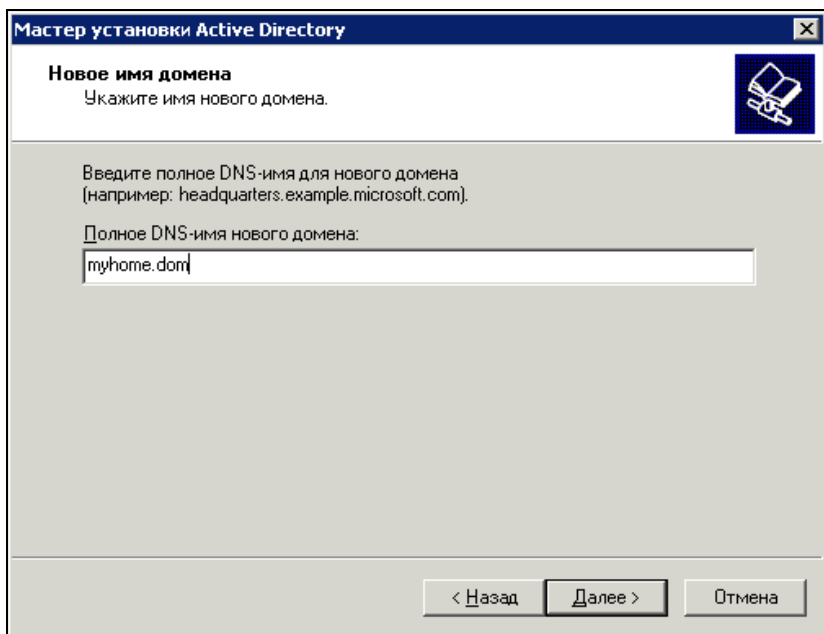 Мастер установки Active Directory
Новое имя домена
Укажите имя нового домена.
Введите полное DNS-имя для нового домена
(например: headquarters.example.microsoft.com).
Полное DNS-имя нового домена:
myhome.dom
< Назад
Далее >
Отмена